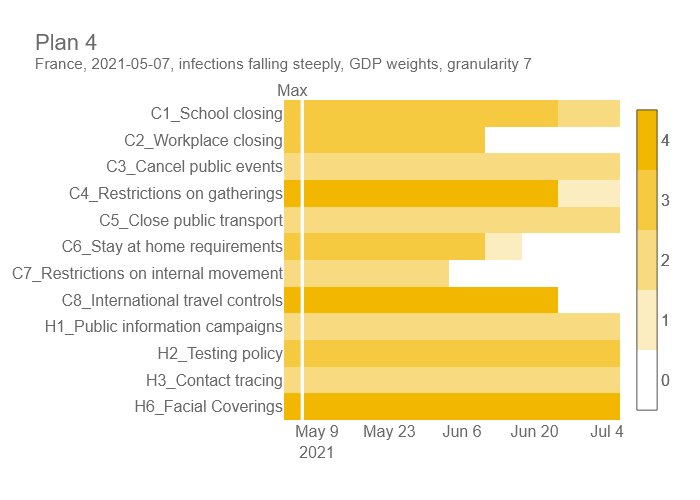 Plan 4
France, 2021-05-07, infections falling steeply, GDP weights, granularity 7
Max
C1_School closing
C2_Workplace closing
C3_Cancel public events
C4_Restrictions on gatherings
C5_Close public transport
C6_Stay at home requirements
C7_Restrictions on internal movement
C8_International travel controls
H1_Public information campaigns
H2_Testing policy
H3_Contact tracing
H6_Facial Coverings
4
3
2
1
0
May 9 May 23 Jun 6 Jun 20 Jul 4
2021